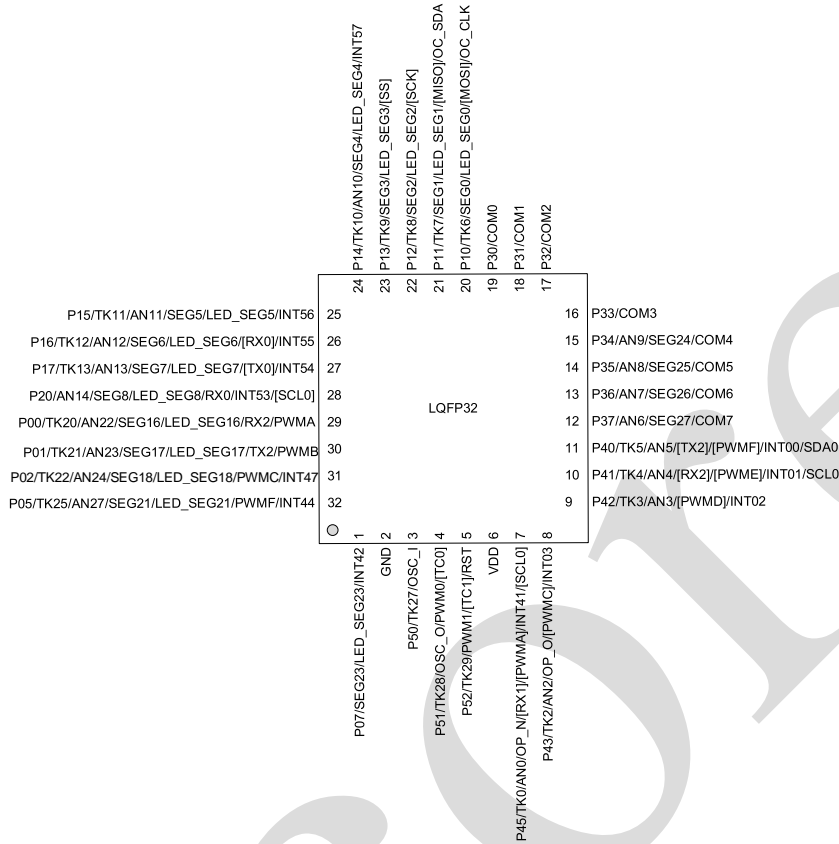 P14/TK10/AN10/SEG4/LED_SEG4/INT57
P13/TK9/SEG3/LED_SEG3/[SS]
P12/TK8/SEG2/LED_SEG2/[SCK]
P11/TK7/SEG1/LED_SEG1/[MISO]/OC_SDA
P10/TK6/SEG0/LED_SEG0/[MOSI]/OC_CLK
P30/COM0
P31/COM1
P32/COM2
24
23
22
21
20
19
18
17
P15/TK11/AN11/SEG5/LED_SEG5/INT56 25
P16/TK12/AN12/SEG6/LED_SEG6/[RX0]/INT55 26
P17/TK13/AN13/SEG7/LED_SEG7/[TX0]/INT54 27
P20/AN14/SEG8/LED_SEG8/RX0/INT53/[SCL0] 28
P00/TK20/AN22/SEG16/LED_SEG16/RX2/PWMA 29
P01/TK21/AN23/SEG17/LED_SEG17/TX2/PWMB 30
P02/TK22/AN24/SEG18/LED_SEG18/PWMC/INT47 31
P05/TK25/AN27/SEG21/LED_SEG21/PWMF/INT44 32
LQFP32
16 P33/COM3
15 P34/AN9/SEG24/COM4
14 P35/AN8/SEG25/COM5
13 P36/AN7/SEG26/COM6
12 P37/AN6/SEG27/COM7
11 P40/TK5/AN5/[TX2]/[PWMF]/INT00/SDA0
10 P41/TK4/AN4/[RX2]/[PWME]/INT01/SCL0
9 P42/TK3/AN3/[PWMD]/INT02
1
2
3
4
5
6
7
8
P07/SEG23/LED_SEG23/INT42
GND
P50/TK27/OSC_I
P51/TK28/OSC_O/PWM0/[TC0]
P52/TK29/PWM1/[TC1]/RST
VDD
P45/TK0/AN0/OP_N/[RX1]/[PWMA]/INT41/[SCL0]
P43/TK2/AN2/OP_O/[PWMC]/INT03